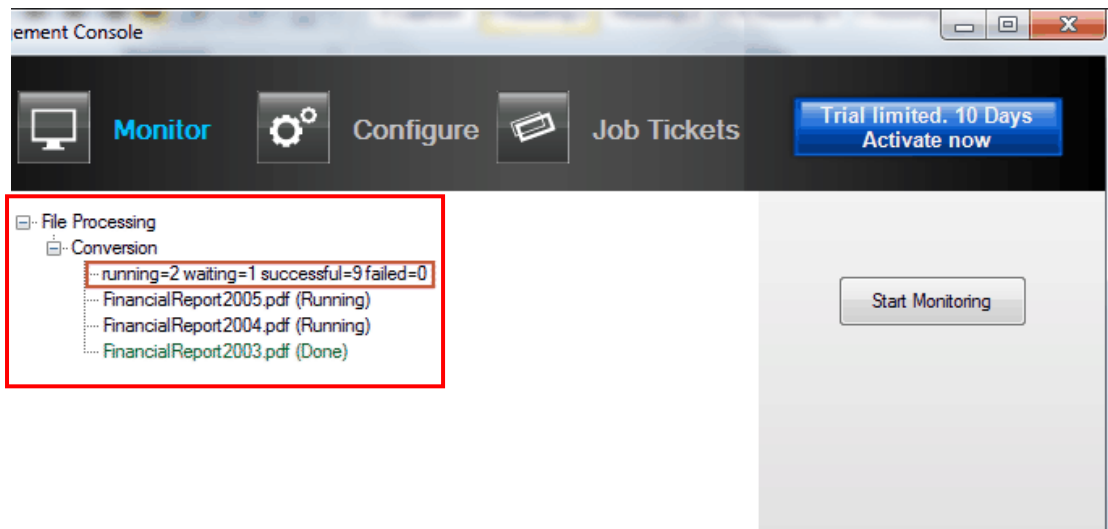 ement Console
Monitor
Configure
Job Tickets
Trial limited. 10 Days
Activate now
File Processing
Conversion
running=2 waiting=1 successful=9 failed=0
FinancialReport2005.pdf (Running)
FinancialReport2004.pdf (Running)
FinancialReport2003.pdf (Done)
Start Monitoring